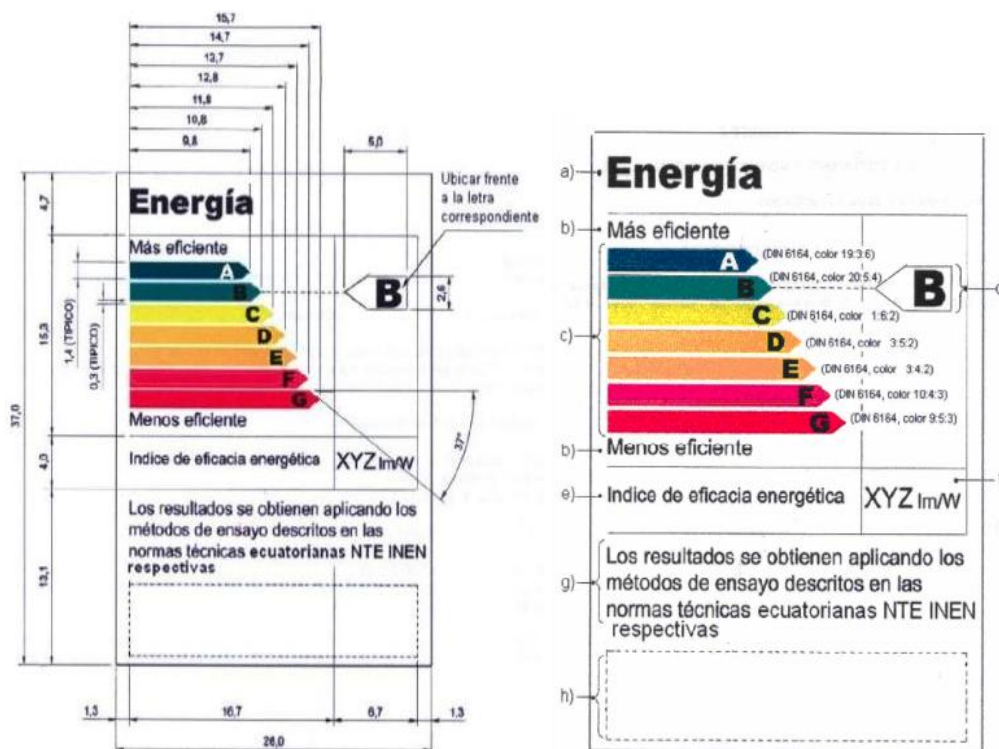 15,7
14,7
13,7
12,8
11,8
10,8
9,8
5,0
Energía
Ubicar frente
a la letra
correspondiente
Más eficiente
A
B
C
D
E
F
G
B
2,6
Menos eficiente
37°
Indice de eficacia energética XYZ lm/W
Los resultados se obtienen aplicando los
métodos de ensayo descritos en las
normas técnicas ecuatorianas NTE INEN
respectivas
37,0
4,7
1,4 (TIPICO)
0,3 (TIPICO)
4,0
13,1
1,3 16,7 6,7 1,3
26,0
a) Energía
b) Más eficiente
c)
A (DIN 6164, color 19:3:6)
B (DIN 6164, color 20:5:4)
B
C (DIN 6164, color 1:6:2)
D (DIN 6164, color 3:5:2)
E (DIN 6164, color 3:4.2)
F (DIN 6164, color 10:4:3)
G (DIN 6164, color 9:5:3)
b) Menos eficiente
e) Indice de eficacia energética XYZ lm/W
g) Los resultados se obtienen aplicando los
métodos de ensayo descritos en las
normas técnicas ecuatorianas NTE INEN
respectivas
h)